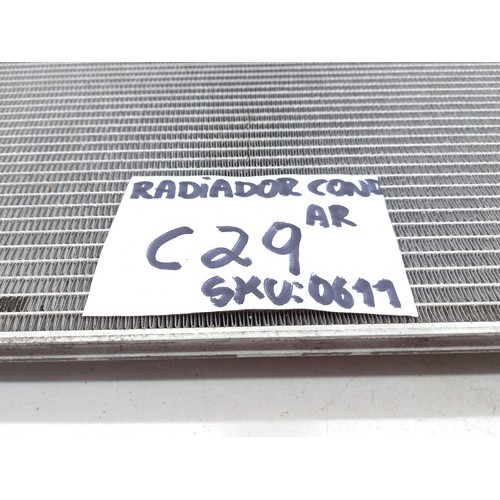 RADIADOR COND
AR
C29
SKU:0611